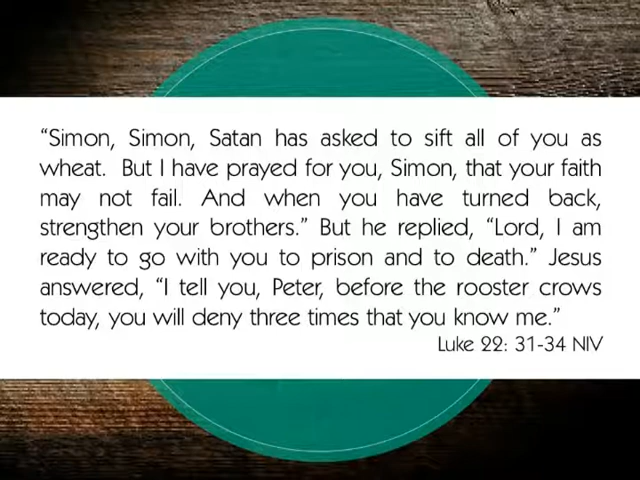 “Simon, Simon, Satan has asked to sift all of you as
wheat.  But I have prayed for you, Simon, that your faith
may not fail. And when you have turned back,
strengthen your brothers.” But he replied, “Lord, I am
ready to go with you to prison and to death.” Jesus
answered, “I tell you, Peter, before the rooster crows
today, you will deny three times that you know me.”
Luke 22: 31-34 NIV